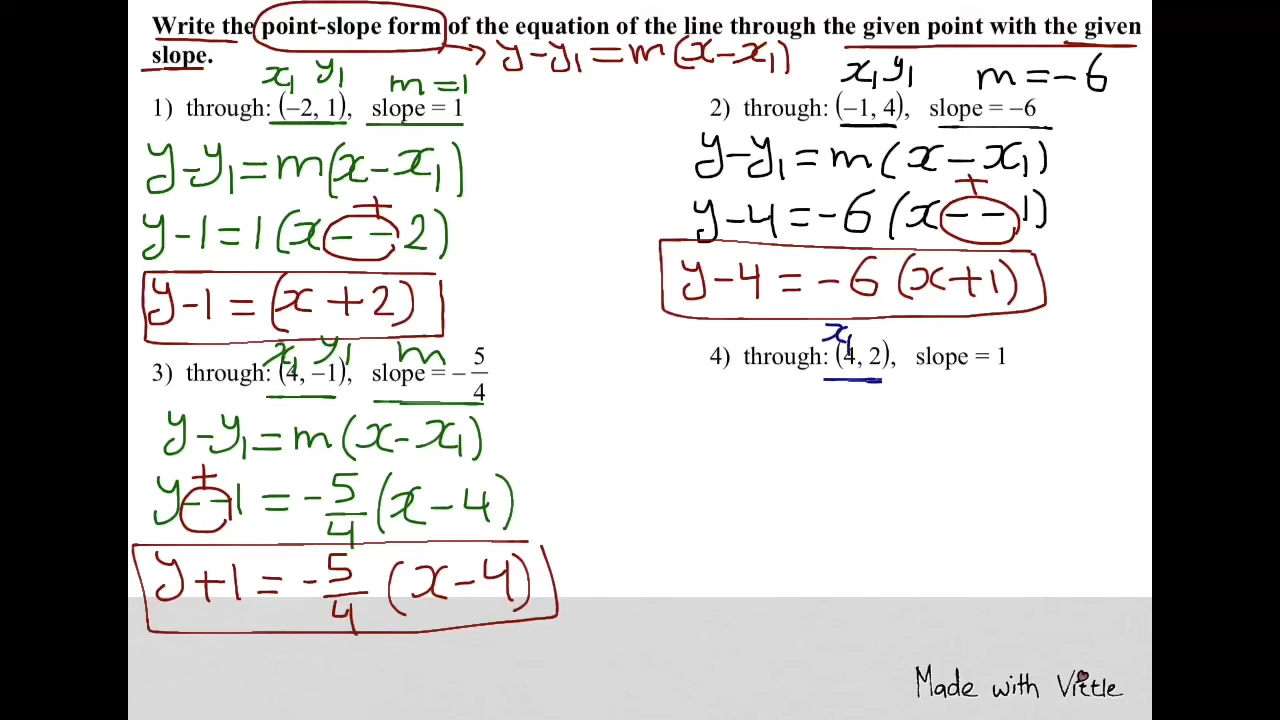 Write the point-slope form of the equation of the line through the given point with the given
slope.
→ y-y₁=m(x-x₁)
x₁ y₁ m=1
1) through: (–2, 1), slope = 1
y-y₁=m(x-x₁)
+
y-1=1(x--2)
y-1=(x+2)
x₁ y₁ m=-6
2) through: (–1, 4), slope = –6
y-y₁=m(x-x₁)
+
y-4=-6(x--1)
y-4=-6(x+1)
x₁ y₁ m
3) through: (4, –1), slope = – 5/4
y-y₁=m(x-x₁)
+
y--1=-5/4(x-4)
y+1=-5/4(x-4)
x₁
4) through: (4, 2), slope = 1
Made with Vittle